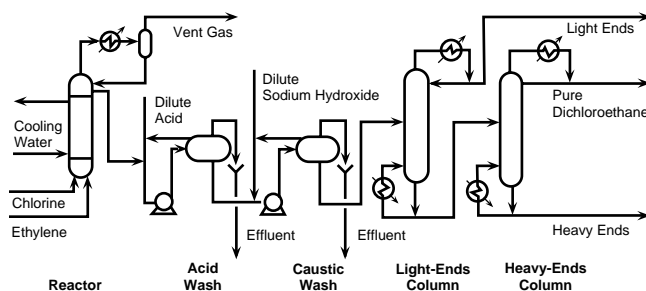 Vent Gas
Light Ends
Dilute
Acid
Dilute
Sodium Hydroxide
Pure
Dichloroethane
Cooling
Water
Chlorine
Ethylene
Effluent
Effluent
Heavy Ends
Reactor
Acid
Wash
Caustic
Wash
Light-Ends
Column
Heavy-Ends
Column